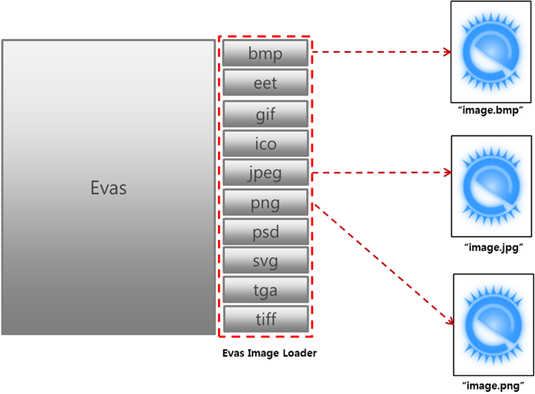 Evas
bmp
eet
gif
ico
jpeg
png
psd
svg
tga
tiff
Evas Image Loader
“image.bmp”
“image.jpg”
“image.png”